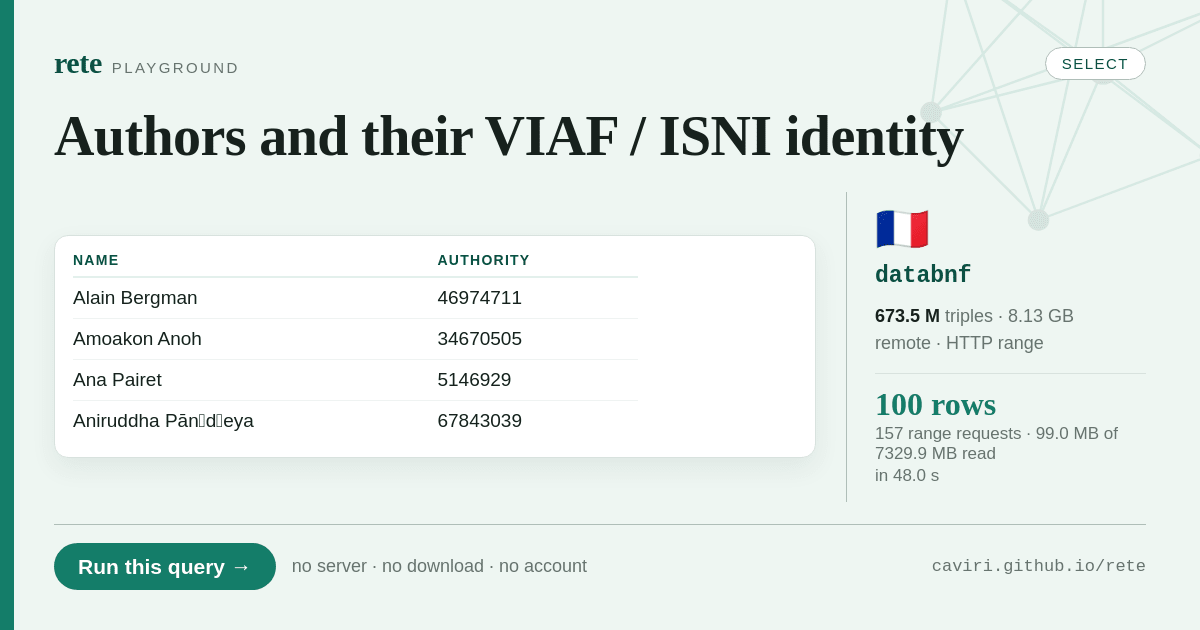 rete PLAYGROUND
SELECT
Authors and their VIAF / ISNI identity
NAME AUTHORITY
Alain Bergman 46974711
Amoakon Anoh 34670505
Ana Pairet 5146929
Aniruddha Pān▯d▯eya 67843039
databnf
673.5 M triples · 8.13 GB
remote · HTTP range
100 rows
157 range requests · 99.0 MB of
7329.9 MB read
in 48.0 s
Run this query →
no server · no download · no account
caviri.github.io/rete